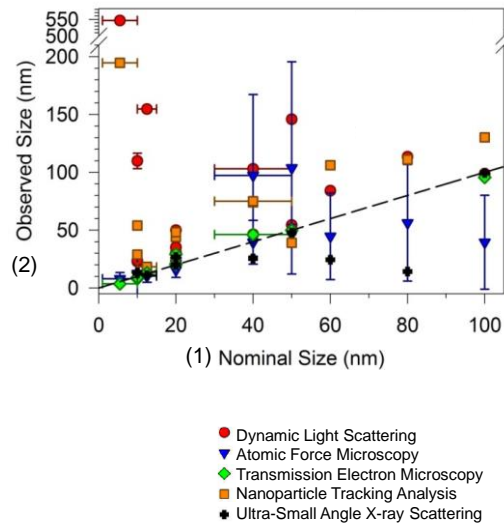 550
500
200
150
100
50
0
Observed Size (nm)
(2)
0 20 40 60 80 100
(1) Nominal Size (nm)
Dynamic Light Scattering
Atomic Force Microscopy
Transmission Electron Microscopy
Nanoparticle Tracking Analysis
Ultra-Small Angle X-ray Scattering